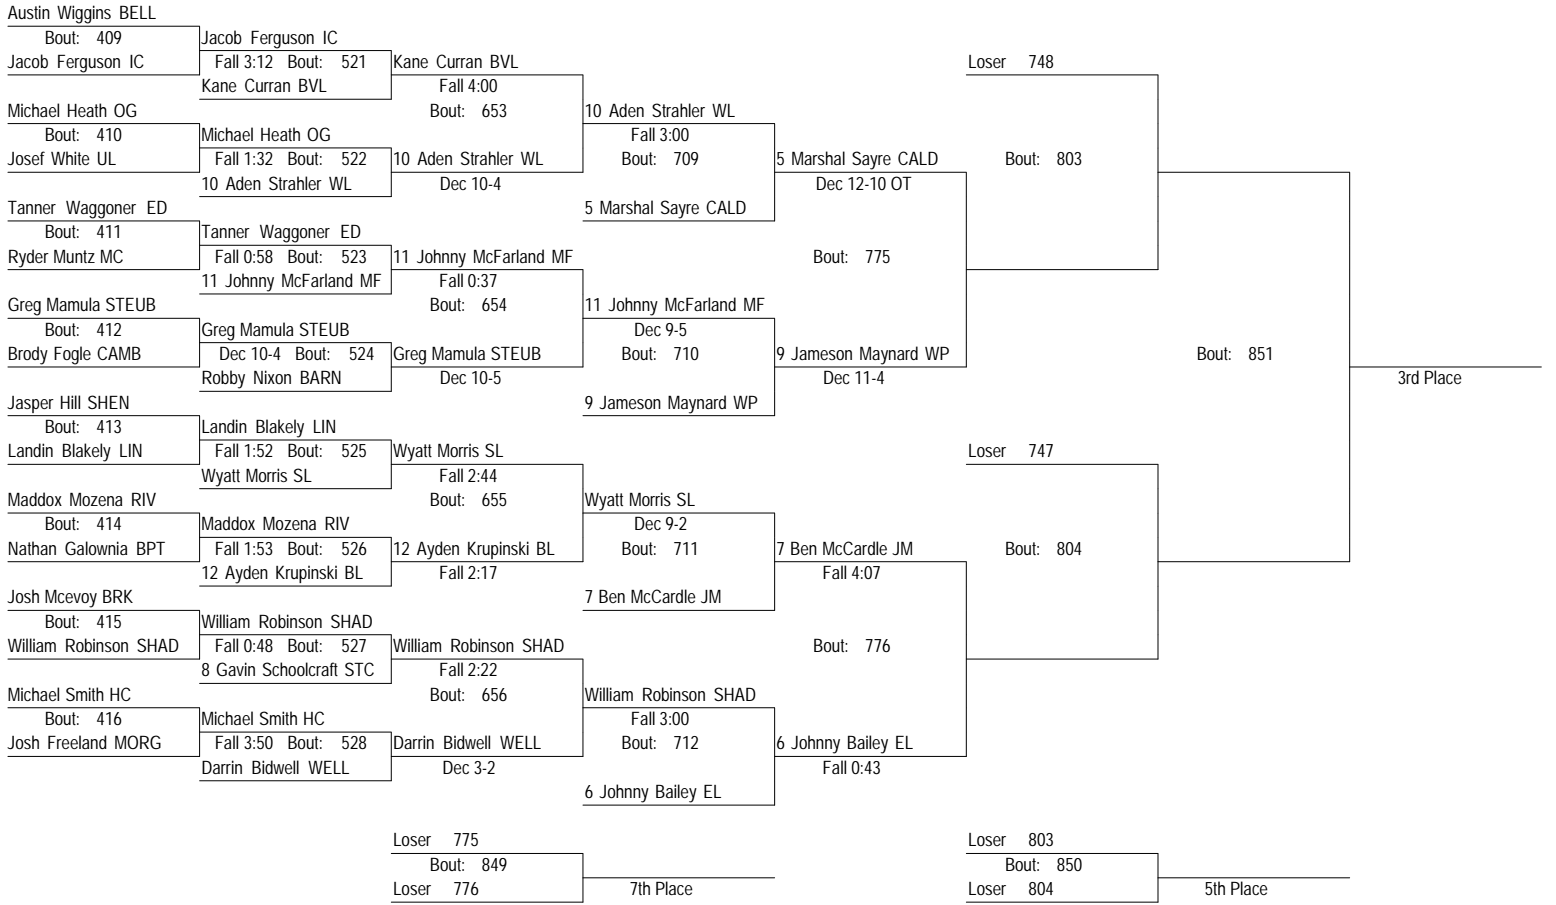 Austin Wiggins BELL
Bout: 409
Jacob Ferguson IC
Michael Heath OG
Bout: 410
Josef White UL
Tanner Waggoner ED
Bout: 411
Ryder Muntz MC
Greg Mamula STEUB
Bout: 412
Brody Fogle CAMB
Jasper Hill SHEN
Bout: 413
Landin Blakely LIN
Maddox Mozena RIV
Bout: 414
Nathan Galownia BPT
Josh Mcevoy BRK
Bout: 415
William Robinson SHAD
Michael Smith HC
Bout: 416
Josh Freeland MORG
Jacob Ferguson IC
Fall 3:12 Bout: 521
Kane Curran BVL
Michael Heath OG
Fall 1:32 Bout: 522
10 Aden Strahler WL
Tanner Waggoner ED
Fall 0:58 Bout: 523
11 Johnny McFarland MF
Greg Mamula STEUB
Dec 10-4 Bout: 524
Robby Nixon BARN
Landin Blakely LIN
Fall 1:52 Bout: 525
Wyatt Morris SL
Maddox Mozena RIV
Fall 1:53 Bout: 526
12 Ayden Krupinski BL
William Robinson SHAD
Fall 0:48 Bout: 527
8 Gavin Schoolcraft STC
Michael Smith HC
Fall 3:50 Bout: 528
Darrin Bidwell WELL
Kane Curran BVL
Fall 4:00
Bout: 653
10 Aden Strahler WL
Dec 10-4
11 Johnny McFarland MF
Fall 0:37
Bout: 654
Greg Mamula STEUB
Dec 10-5
Wyatt Morris SL
Fall 2:44
Bout: 655
12 Ayden Krupinski BL
Fall 2:17
William Robinson SHAD
Fall 2:22
Bout: 656
Darrin Bidwell WELL
Dec 3-2
10 Aden Strahler WL
Fall 3:00
Bout: 709
5 Marshal Sayre CALD
11 Johnny McFarland MF
Dec 9-5
Bout: 710
9 Jameson Maynard WP
Wyatt Morris SL
Dec 9-2
Bout: 711
7 Ben McCardle JM
William Robinson SHAD
Fall 3:00
Bout: 712
6 Johnny Bailey EL
5 Marshal Sayre CALD
Dec 12-10 OT
Bout: 775
9 Jameson Maynard WP
Dec 11-4
7 Ben McCardle JM
Fall 4:07
Bout: 776
6 Johnny Bailey EL
Fall 0:43
Loser 748
Bout: 803
Loser 747
Bout: 804
Bout: 851
3rd Place
Loser 775
Bout: 849
Loser 776
7th Place
Loser 803
Bout: 850
Loser 804
5th Place